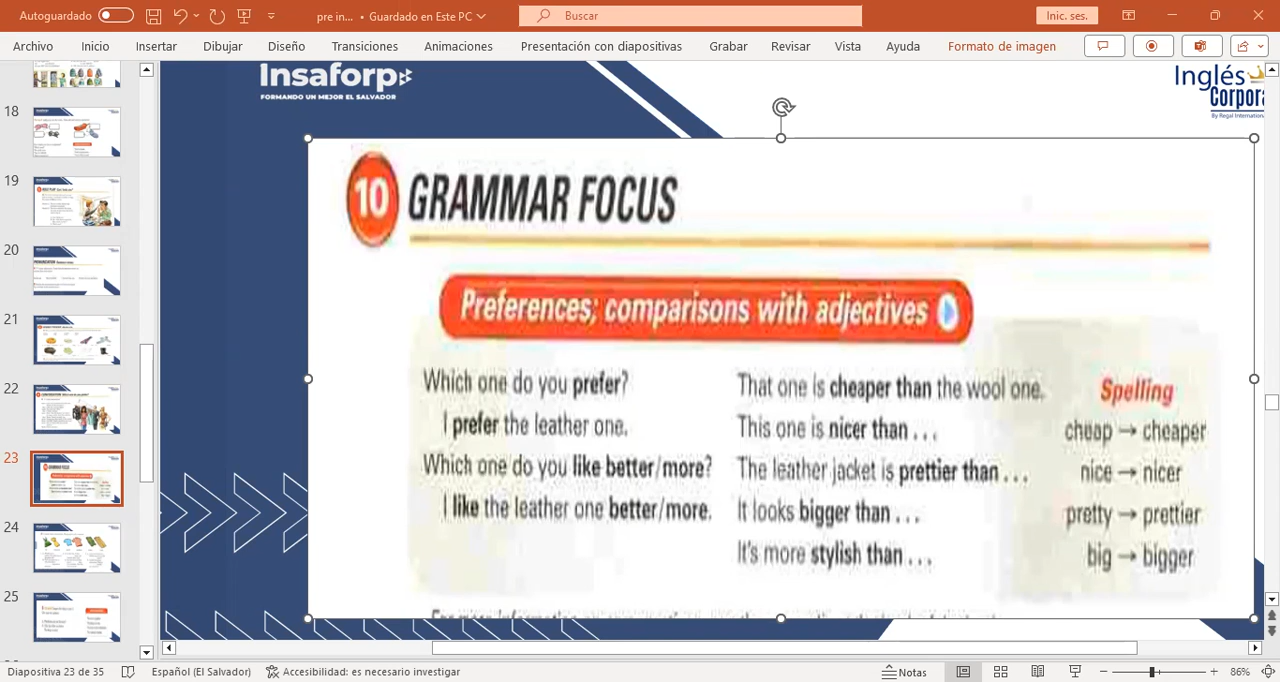 Autoguardado
pre in... • Guardado en Este PC
Buscar
Inic. ses.
Archivo Inicio Insertar Dibujar Diseño Transiciones Animaciones Presentación con diapositivas Grabar Revisar Vista Ayuda Formato de imagen
18
19
20
21
22
23
24
25
Insaforp
FORMANDO UN MEJOR EL SALVADOR
Inglés
Corpora
By Regal Internationa
10 GRAMMAR FOCUS
Preferences; comparisons with adjectives
Which one do you prefer?
I prefer the leather one.
Which one do you like better/more?
I like the leather one better/more.
That one is cheaper than the wool one.
This one is nicer than . . .
The leather jacket is prettier than . . .
It looks bigger than . . .
It's more stylish than . . .
Spelling
cheap → cheaper
nice → nicer
pretty → prettier
big → bigger
Diapositiva 23 de 35 Español (El Salvador) Accesibilidad: es necesario investigar Notas 86%